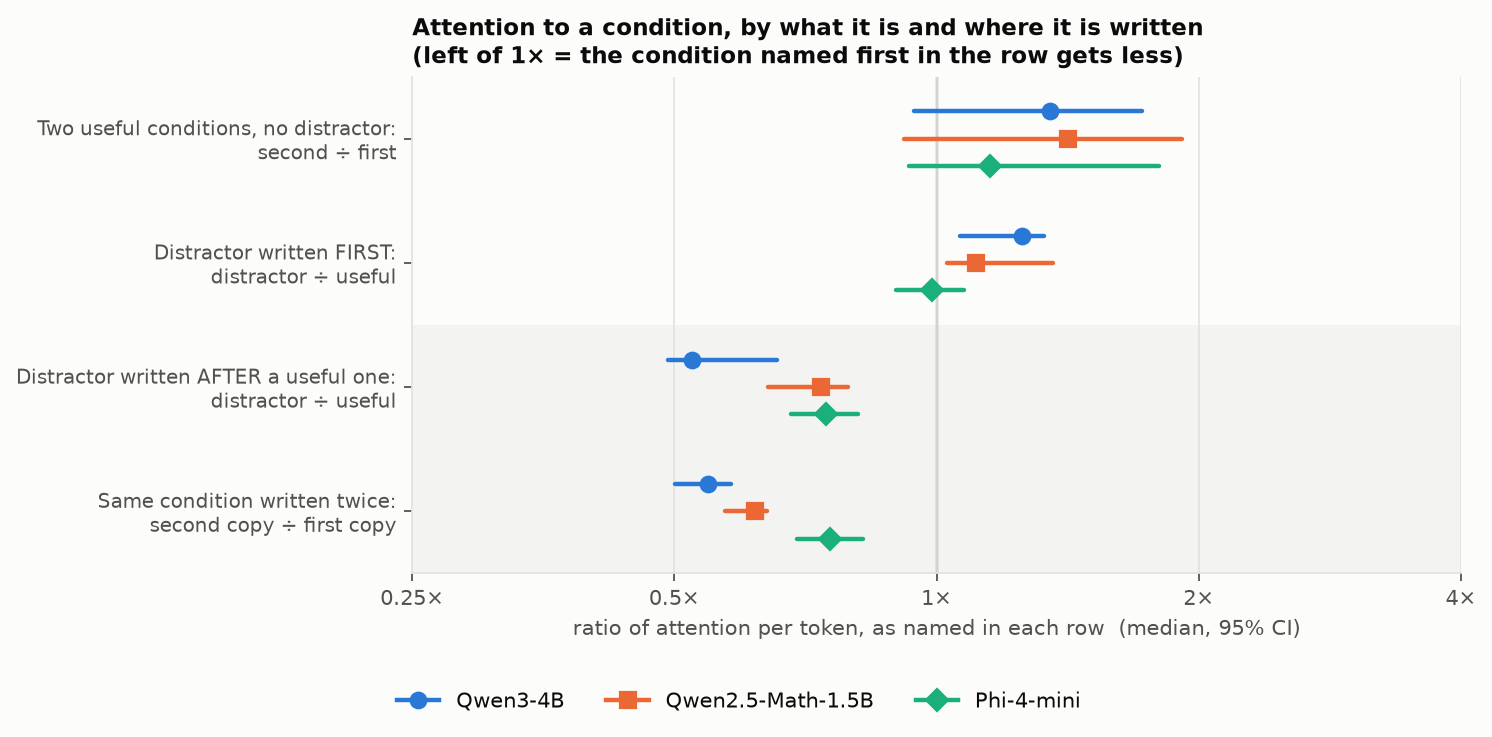 Attention to a condition, by what it is and where it is written
(left of 1× = the condition named first in the row gets less)
Two useful conditions, no distractor:
second ÷ first
Distractor written FIRST:
distractor ÷ useful
Distractor written AFTER a useful one:
distractor ÷ useful
Same condition written twice:
second copy ÷ first copy
0.25×
0.5×
1×
2×
4×
ratio of attention per token, as named in each row (median, 95% CI)
Qwen3-4B
Qwen2.5-Math-1.5B
Phi-4-mini